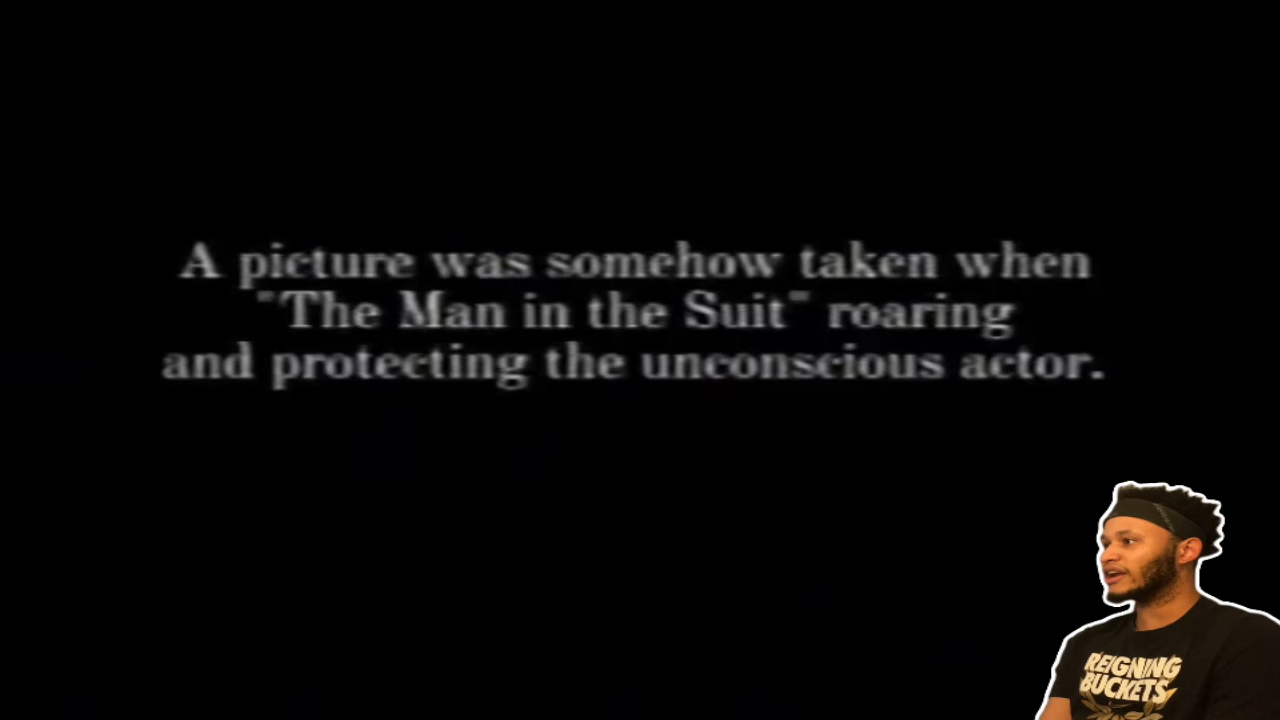 A picture was somehow taken when
"The Man in the Suit" roaring
and protecting the unconscious actor.
REIGNING
BUCKETS